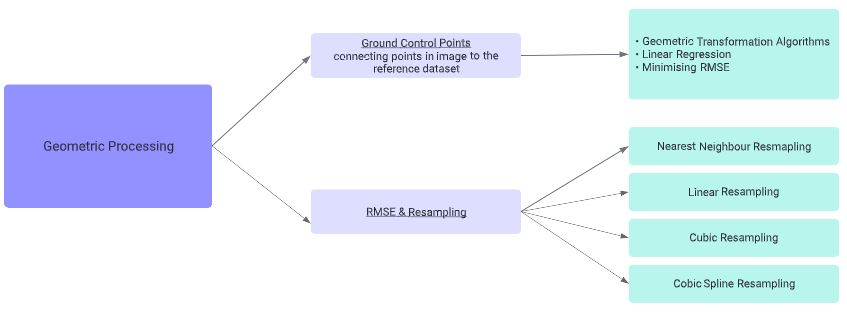 Geometric Processing
Ground Control Points
connecting points in image to the
reference dataset
• Geometric Transformation Algorithms
• Linear Regression
• Minimising RMSE
RMSE & Resampling
Nearest Neighbour Resmapling
Linear Resampling
Cubic Resampling
Cobic Spline Resampling